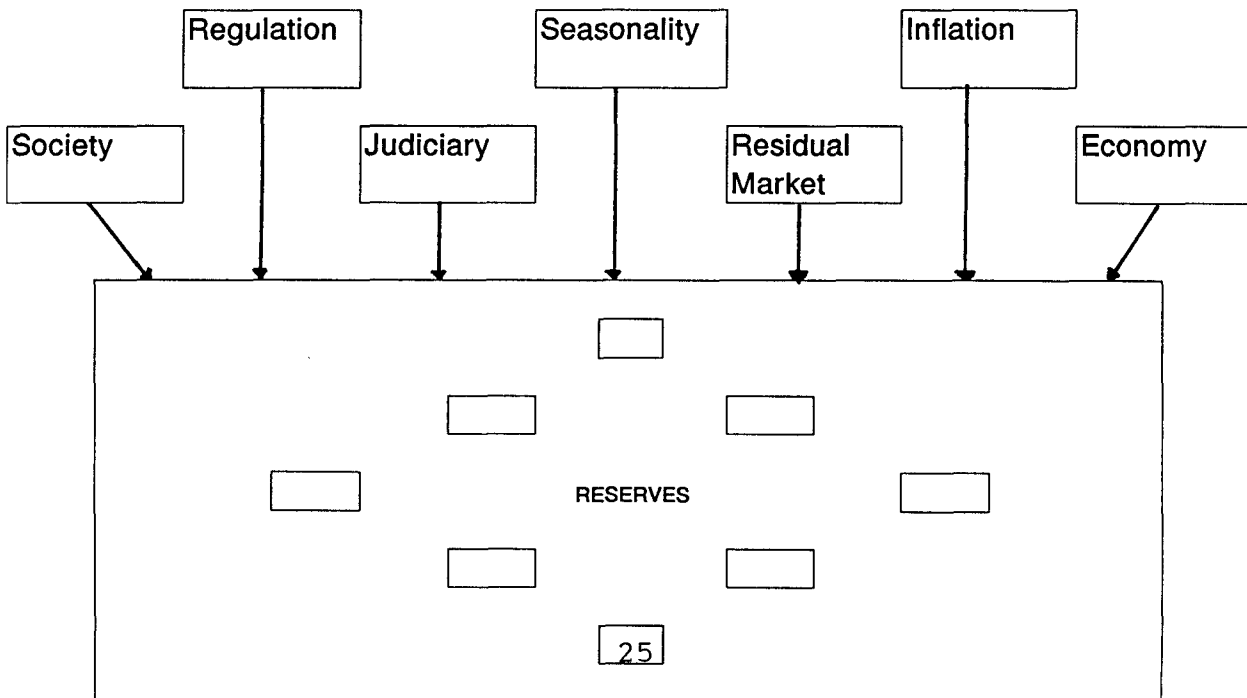 Regulation
Seasonality
Inflation
Society
Judiciary
Residual
Market
Economy
RESERVES
25